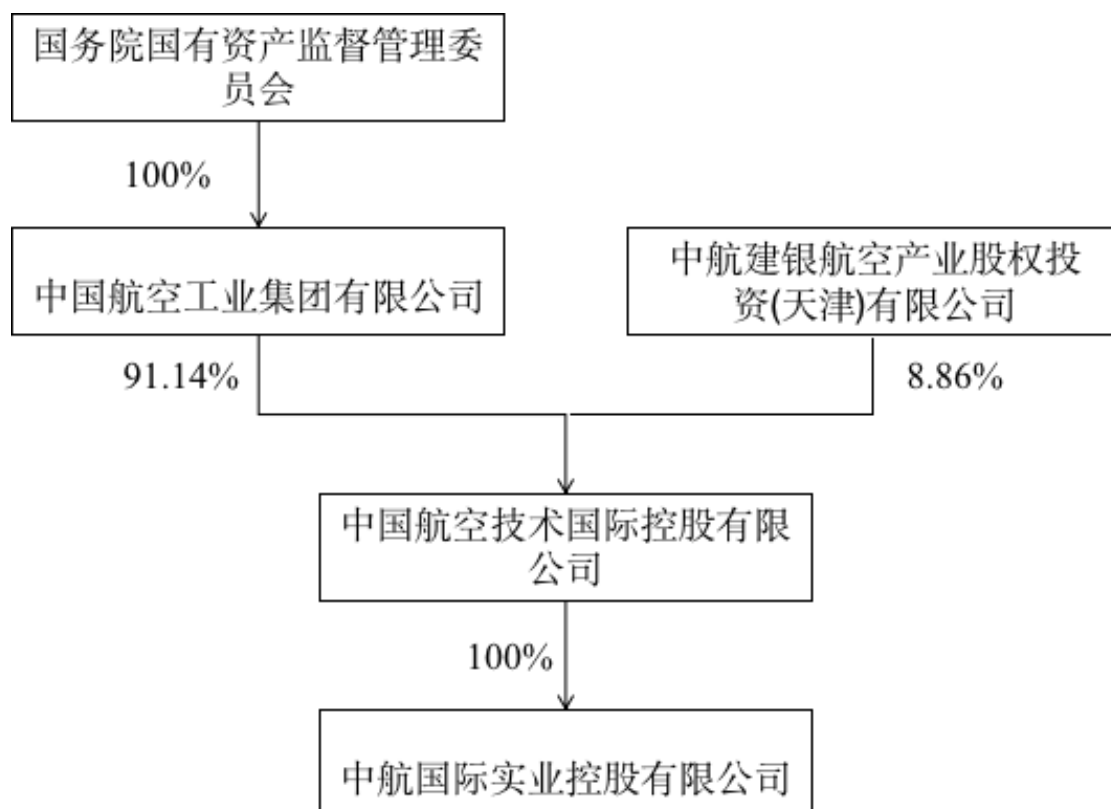 国务院国有资产监督管理委
员会
100%
中国航空工业集团有限公司
中航建银航空产业股权投
资(天津)有限公司
91.14%
8.86%
中国航空技术国际控股有限
公司
100%
中航国际实业控股有限公司